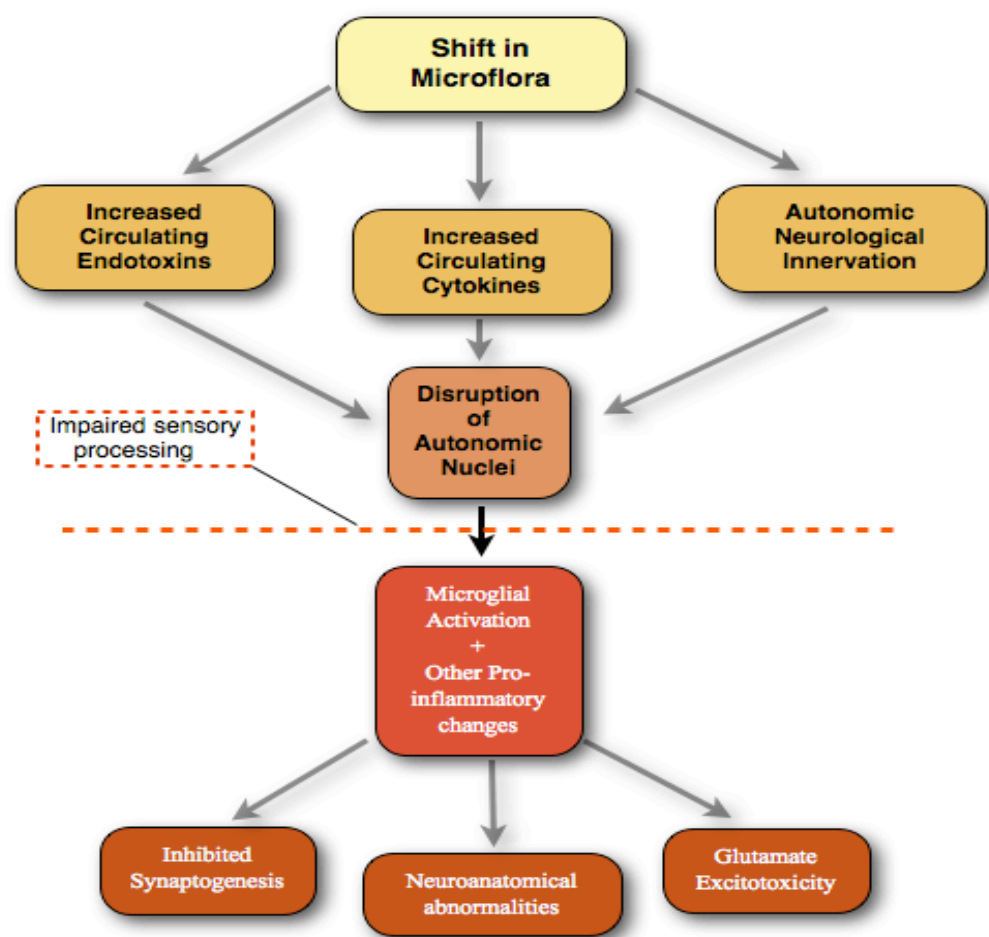 Shift in
Microflora
Increased
Circulating
Endotoxins
Increased
Circulating
Cytokines
Autonomic
Neurological
Innervation
Disruption
of
Autonomic
Nuclei
Impaired sensory
processing
Microglial
Activation
+
Other Pro-
inflammatory
changes
Inhibited
Synaptogenesis
Neuroanatomical
abnormalities
Glutamate
Excitotoxicity